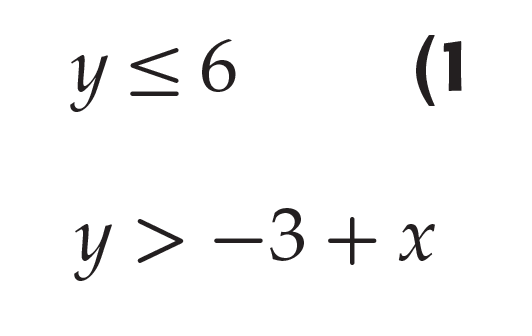 y ≤ 6 (1
y > −3 + x